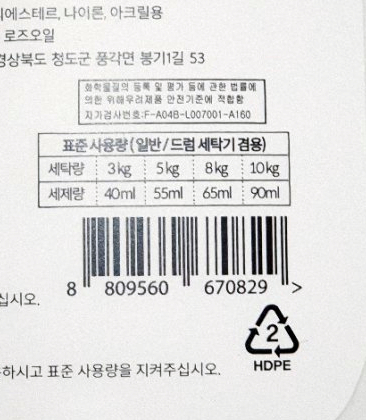 에스테르, 나이론, 아크릴용
로즈오일
경상북도 청도군 풍각면 봉기1길 53
화학물질의 등록 및 평가 등에 관한 법률에
의한 위해우려제품 안전기준에 적합함
자가검사번호:F-A04B-L007001-A160
표준 사용량 (일반/드럼 세탁기 겸용)
세탁량 3kg 5kg 8kg 10kg
세제량 40ml 55ml 65ml 90ml
8 809560 670829 >
십시오.
2
HDPE
하시고 표준 사용량을 지켜주십시오.